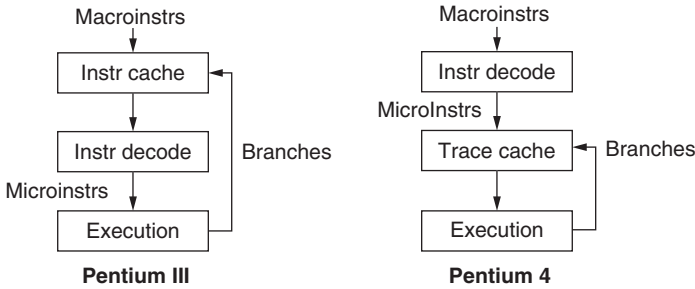 Macroinstrs
Instr cache
Instr decode
Branches
Microinstrs
Execution
Pentium III
Macroinstrs
Instr decode
MicroInstrs
Trace cache
Branches
Execution
Pentium 4